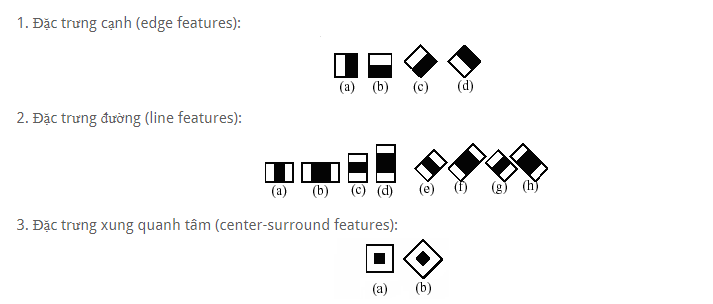 1. Đặc trưng cạnh (edge features):
(a) (b) (c) (d)
2. Đặc trưng đường (line features):
(a) (b) (c) (d) (e) (f) (g) (h)
3. Đặc trưng xung quanh tâm (center-surround features):
(a) (b)